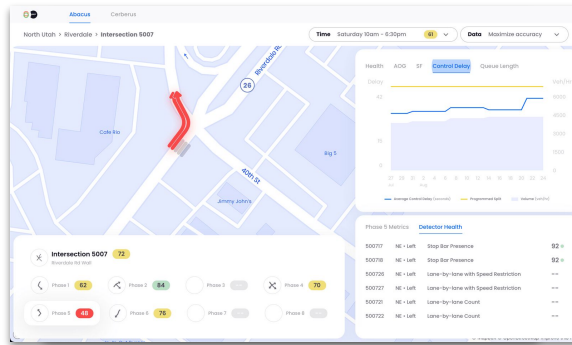 Abacus Cerberus
North Utah > Riverdale > Intersection 5007
Time Saturday 10am - 6:30pm 61
Data Maximize accuracy
Riverdale R
26
Cafe Rio
Big 5
40th St
Jimmy John's
Health AOG SF Control Delay Queue Length
Delay
Average Control Delay (seconds) Programmed Split Volume (veh/hr)
Intersection 5007 72
Riverdale Rd Wall
Phase 1 62
Phase 2 84
Phase 3 --
Phase 4 70
Phase 5 48
Phase 6 76
Phase 7 --
Phase 8 --
Phase 5 Metrics Detector Health
500717 NE • Left Stop Bar Presence 92
500718 NE • Left Stop Bar Presence 92
500726 NE • Left Lane-by-lane with Speed Restriction --
500727 NE • Left Lane-by-lane with Speed Restriction --
500721 NE • Left Lane-by-lane Count --
500722 NE • Left Lane-by-lane Count --